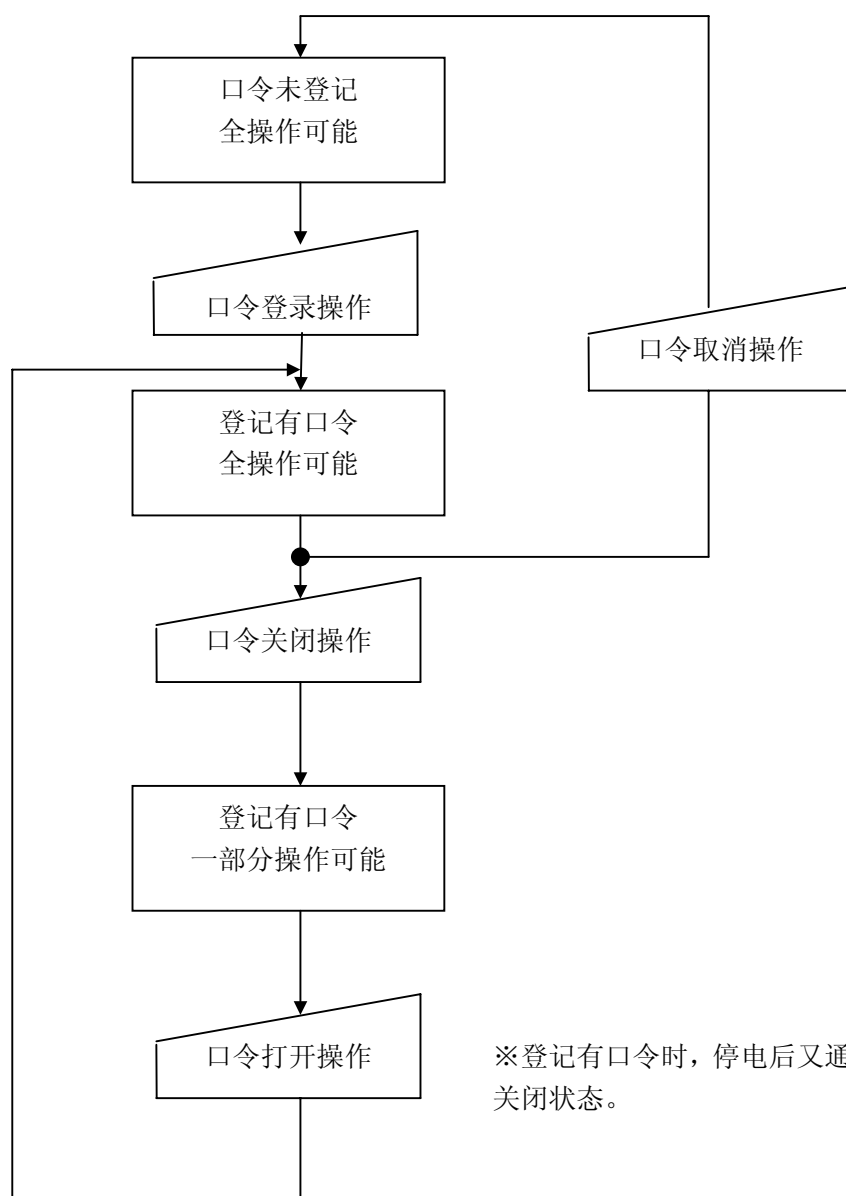 口令未登记
全操作可能
口令登录操作
口令取消操作
登记有口令
全操作可能
口令关闭操作
登记有口令
一部分操作可能
口令打开操作
※登记有口令时，停电后又通
关闭状态。